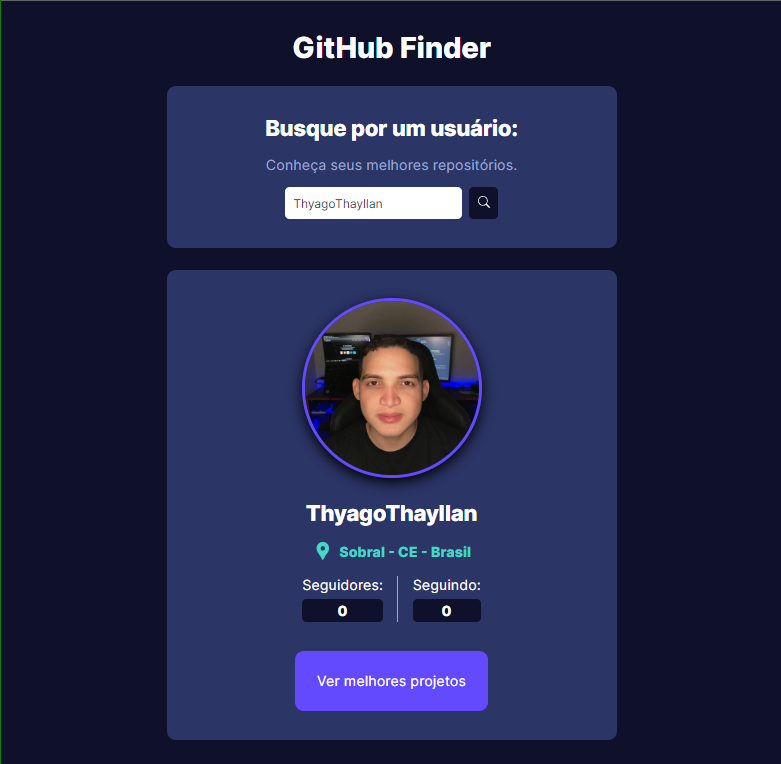 GitHub Finder
Busque por um usuário:
Conheça seus melhores repositórios.
ThyagoThayllan
ThyagoThayllan
Sobral - CE - Brasil
Seguidores: Seguindo:
0 0
Ver melhores projetos